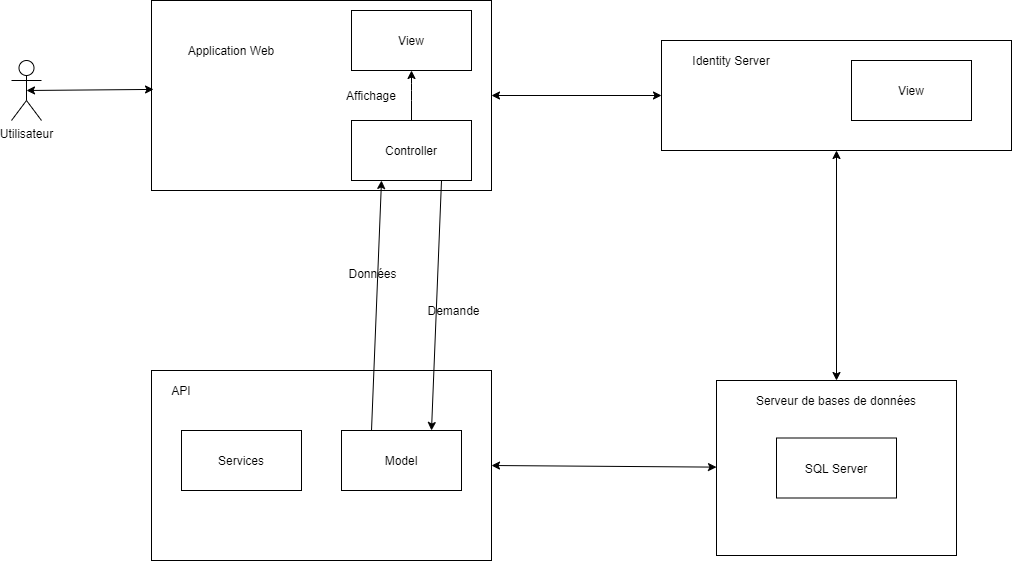 Application Web
View
Affichage
Controller
Utilisateur
Identity Server
View
Données
Demande
API
Services
Model
Serveur de bases de données
SQL Server